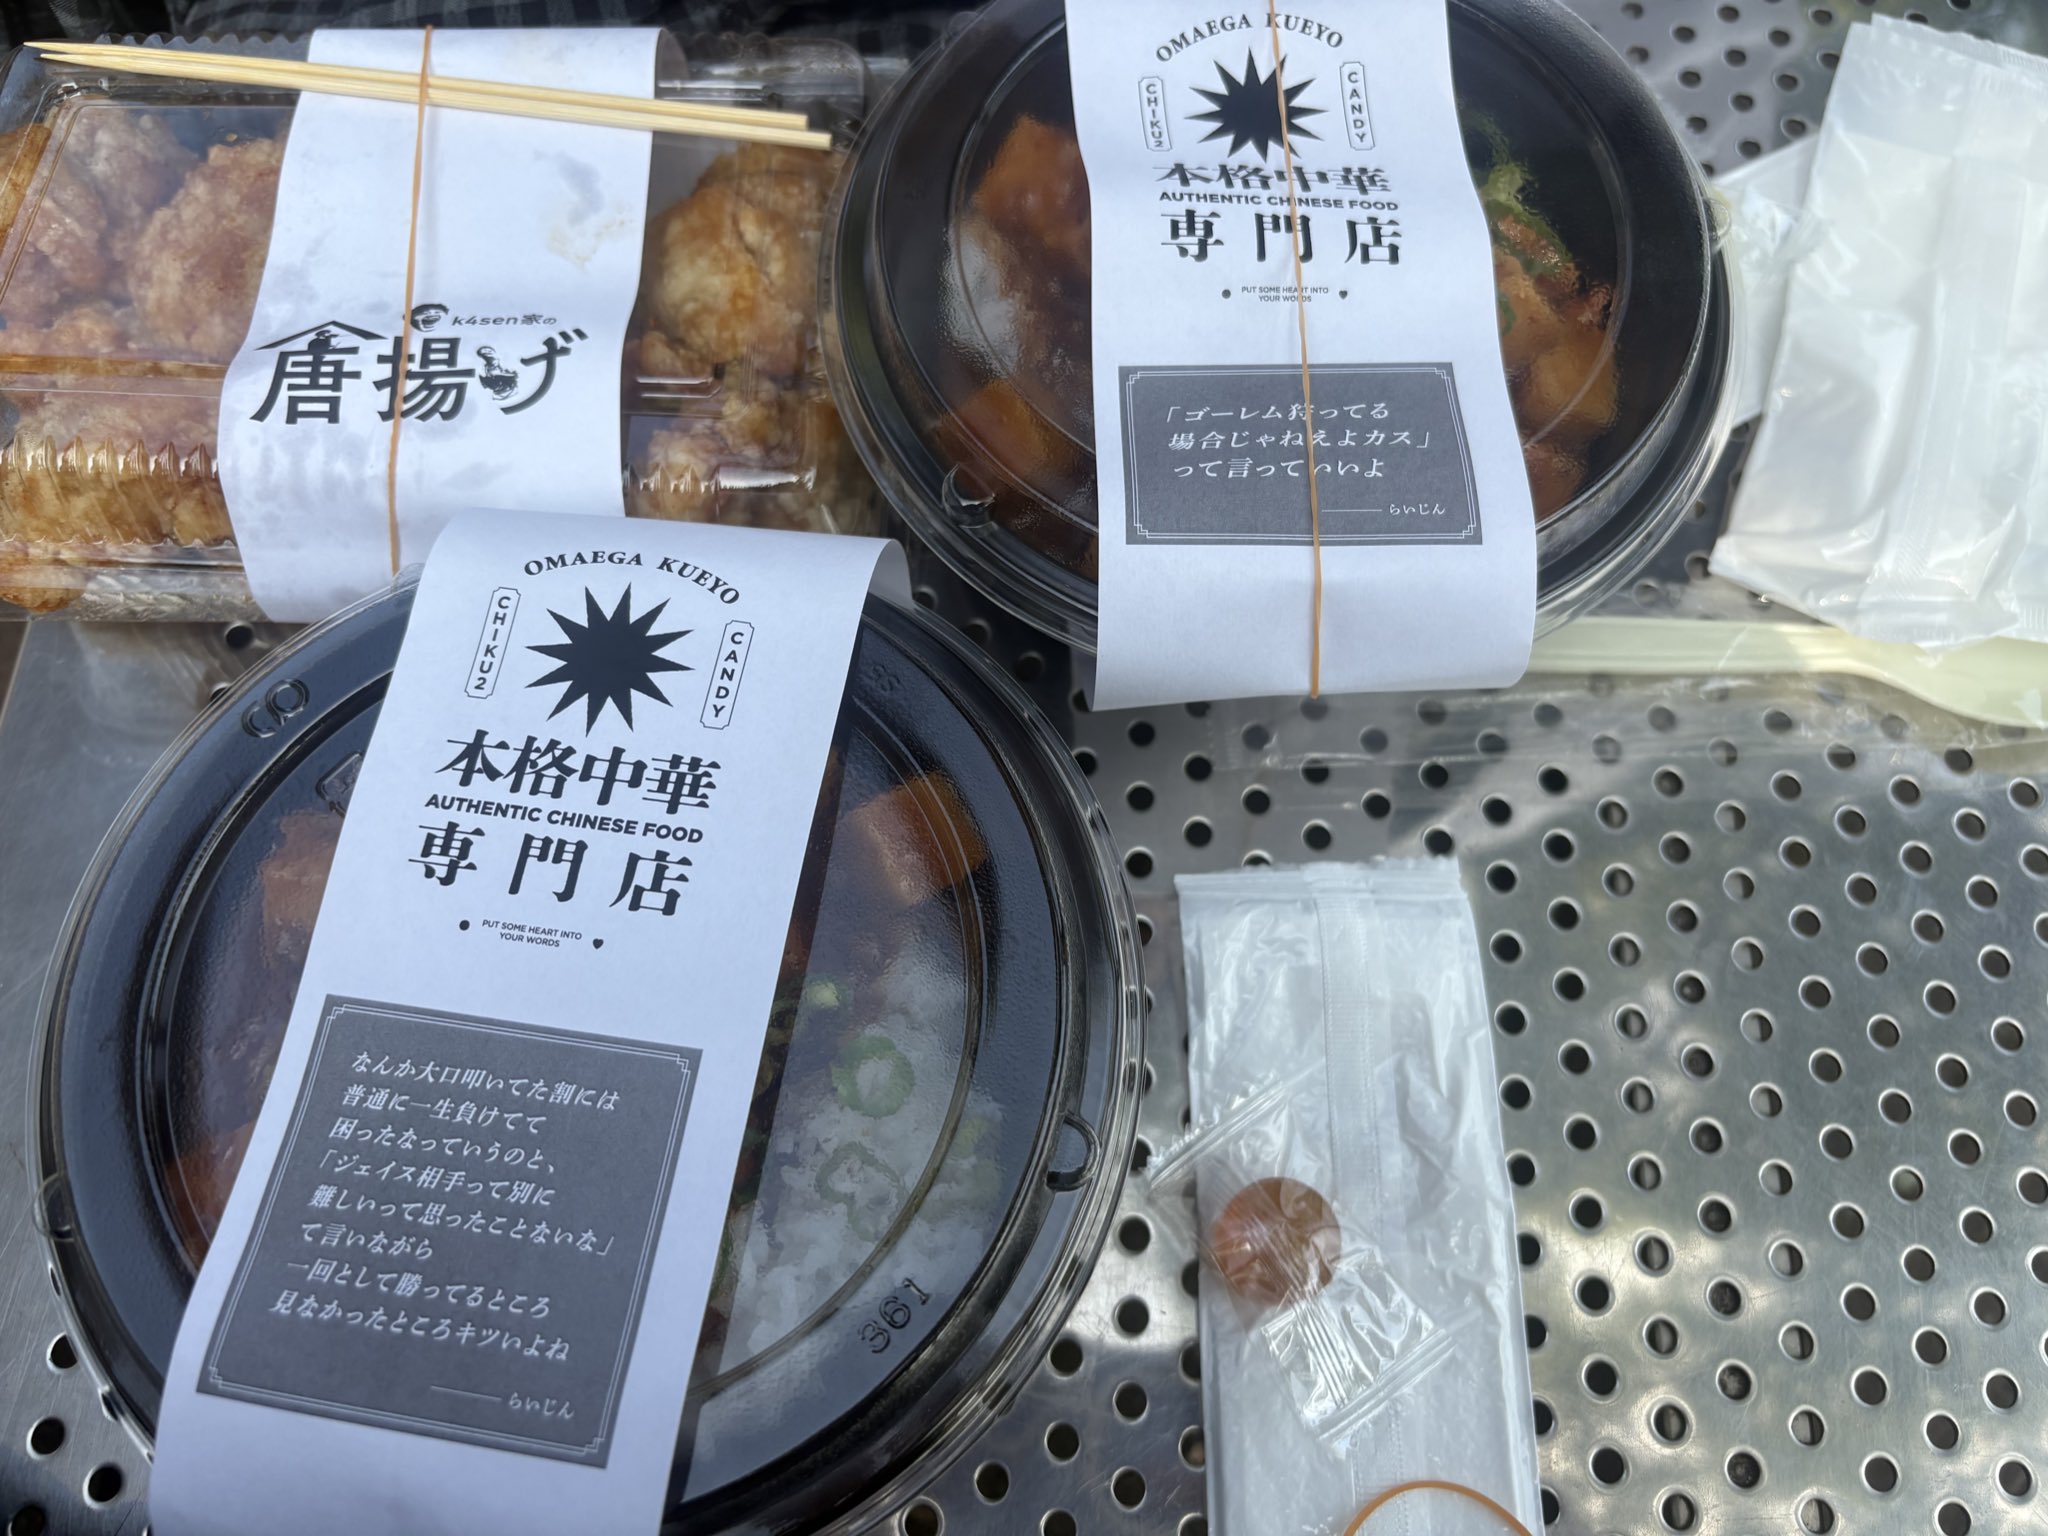 k4sen家の
唐揚げ
OMAEGA KUEYO
CHIKU2
CANDY
本格中華
AUTHENTIC CHINESE FOOD
専門店
PUT SOME HEART INTO
YOUR WORDS
「ゴーレム狩ってる
場合じゃねえよカス」
って言っていいよ
らいじん
OMAEGA KUEYO
CHIKU2
CANDY
本格中華
AUTHENTIC CHINESE FOOD
専門店
PUT SOME HEART INTO
YOUR WORDS
なんか大口叩いてた割には
普通に一生負けてて
困ったなっていうのと、
「ジェイス相手って別に
難しいって思ったことないな」
て言いながら
一回として勝ってるところ
見なかったところキツいよね
らいじん
361